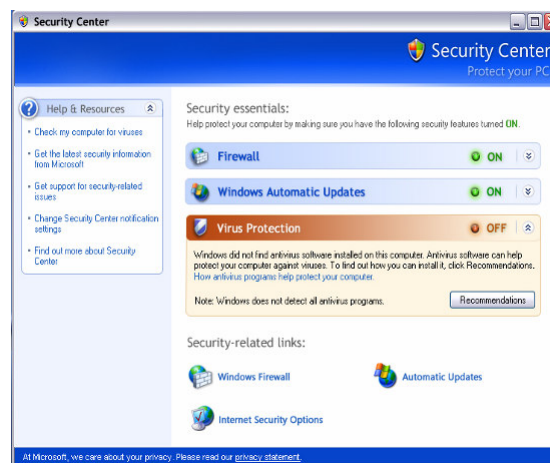 Security Center
Security Center
Protect your PC
Help & Resources
• Check my computer for viruses
• Get the latest security information
from Microsoft
• Get support for security-related
issues
• Change Security Center notification
settings
• Find out more about Security
Center
Security essentials:
Help protect your computer by making sure you have the following security features turned ON.
Firewall ON
Windows Automatic Updates ON
Virus Protection OFF
Windows did not find antivirus software installed on this computer. Antivirus software can help
protect your computer against viruses. To find out how you can install it, click Recommendations.
How antivirus programs help protect your computer.
Note: Windows does not detect all antivirus programs. Recommendations
Security-related links:
Windows Firewall Automatic Updates
Internet Security Options
At Microsoft, we care about your privacy. Please read our privacy statement.